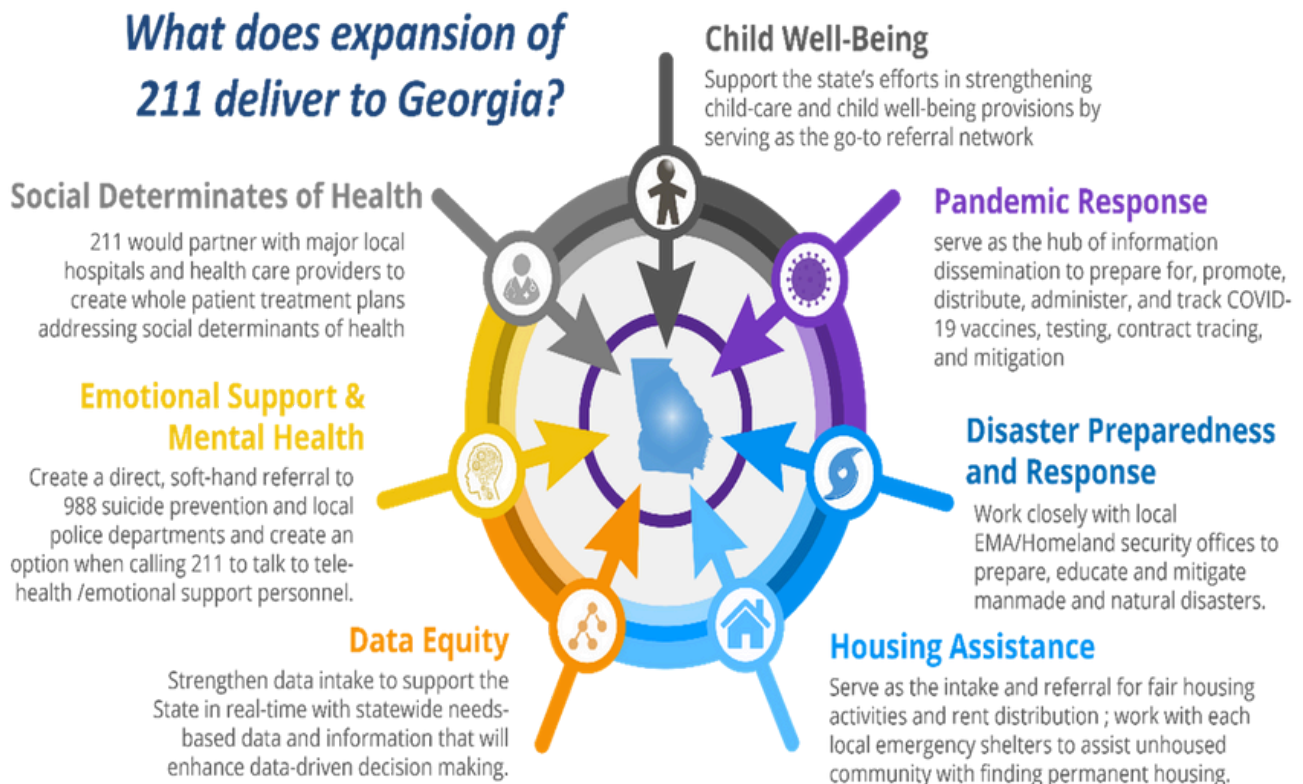 What does expansion of
211 deliver to Georgia?
Child Well-Being
Support the state's efforts in strengthening
child-care and child well-being provisions by
serving as the go-to referral network
Pandemic Response
serve as the hub of information
dissemination to prepare for, promote,
distribute, administer, and track COVID-
19 vaccines, testing, contract tracing,
and mitigation
Disaster Preparedness
and Response
Work closely with local
EMA/Homeland security offices to
prepare, educate and mitigate
manmade and natural disasters.
Housing Assistance
Serve as the intake and referral for fair housing
activities and rent distribution ; work with each
local emergency shelters to assist unhoused
community with finding permanent housing.
Data Equity
Strengthen data intake to support the
State in real-time with statewide needs-
based data and information that will
enhance data-driven decision making.
Emotional Support &
Mental Health
Create a direct, soft-hand referral to
988 suicide prevention and local
police departments and create an
option when calling 211 to talk to tele-
health /emotional support personnel.
Social Determinates of Health
211 would partner with major local
hospitals and health care providers to
create whole patient treatment plans
addressing social determinants of health